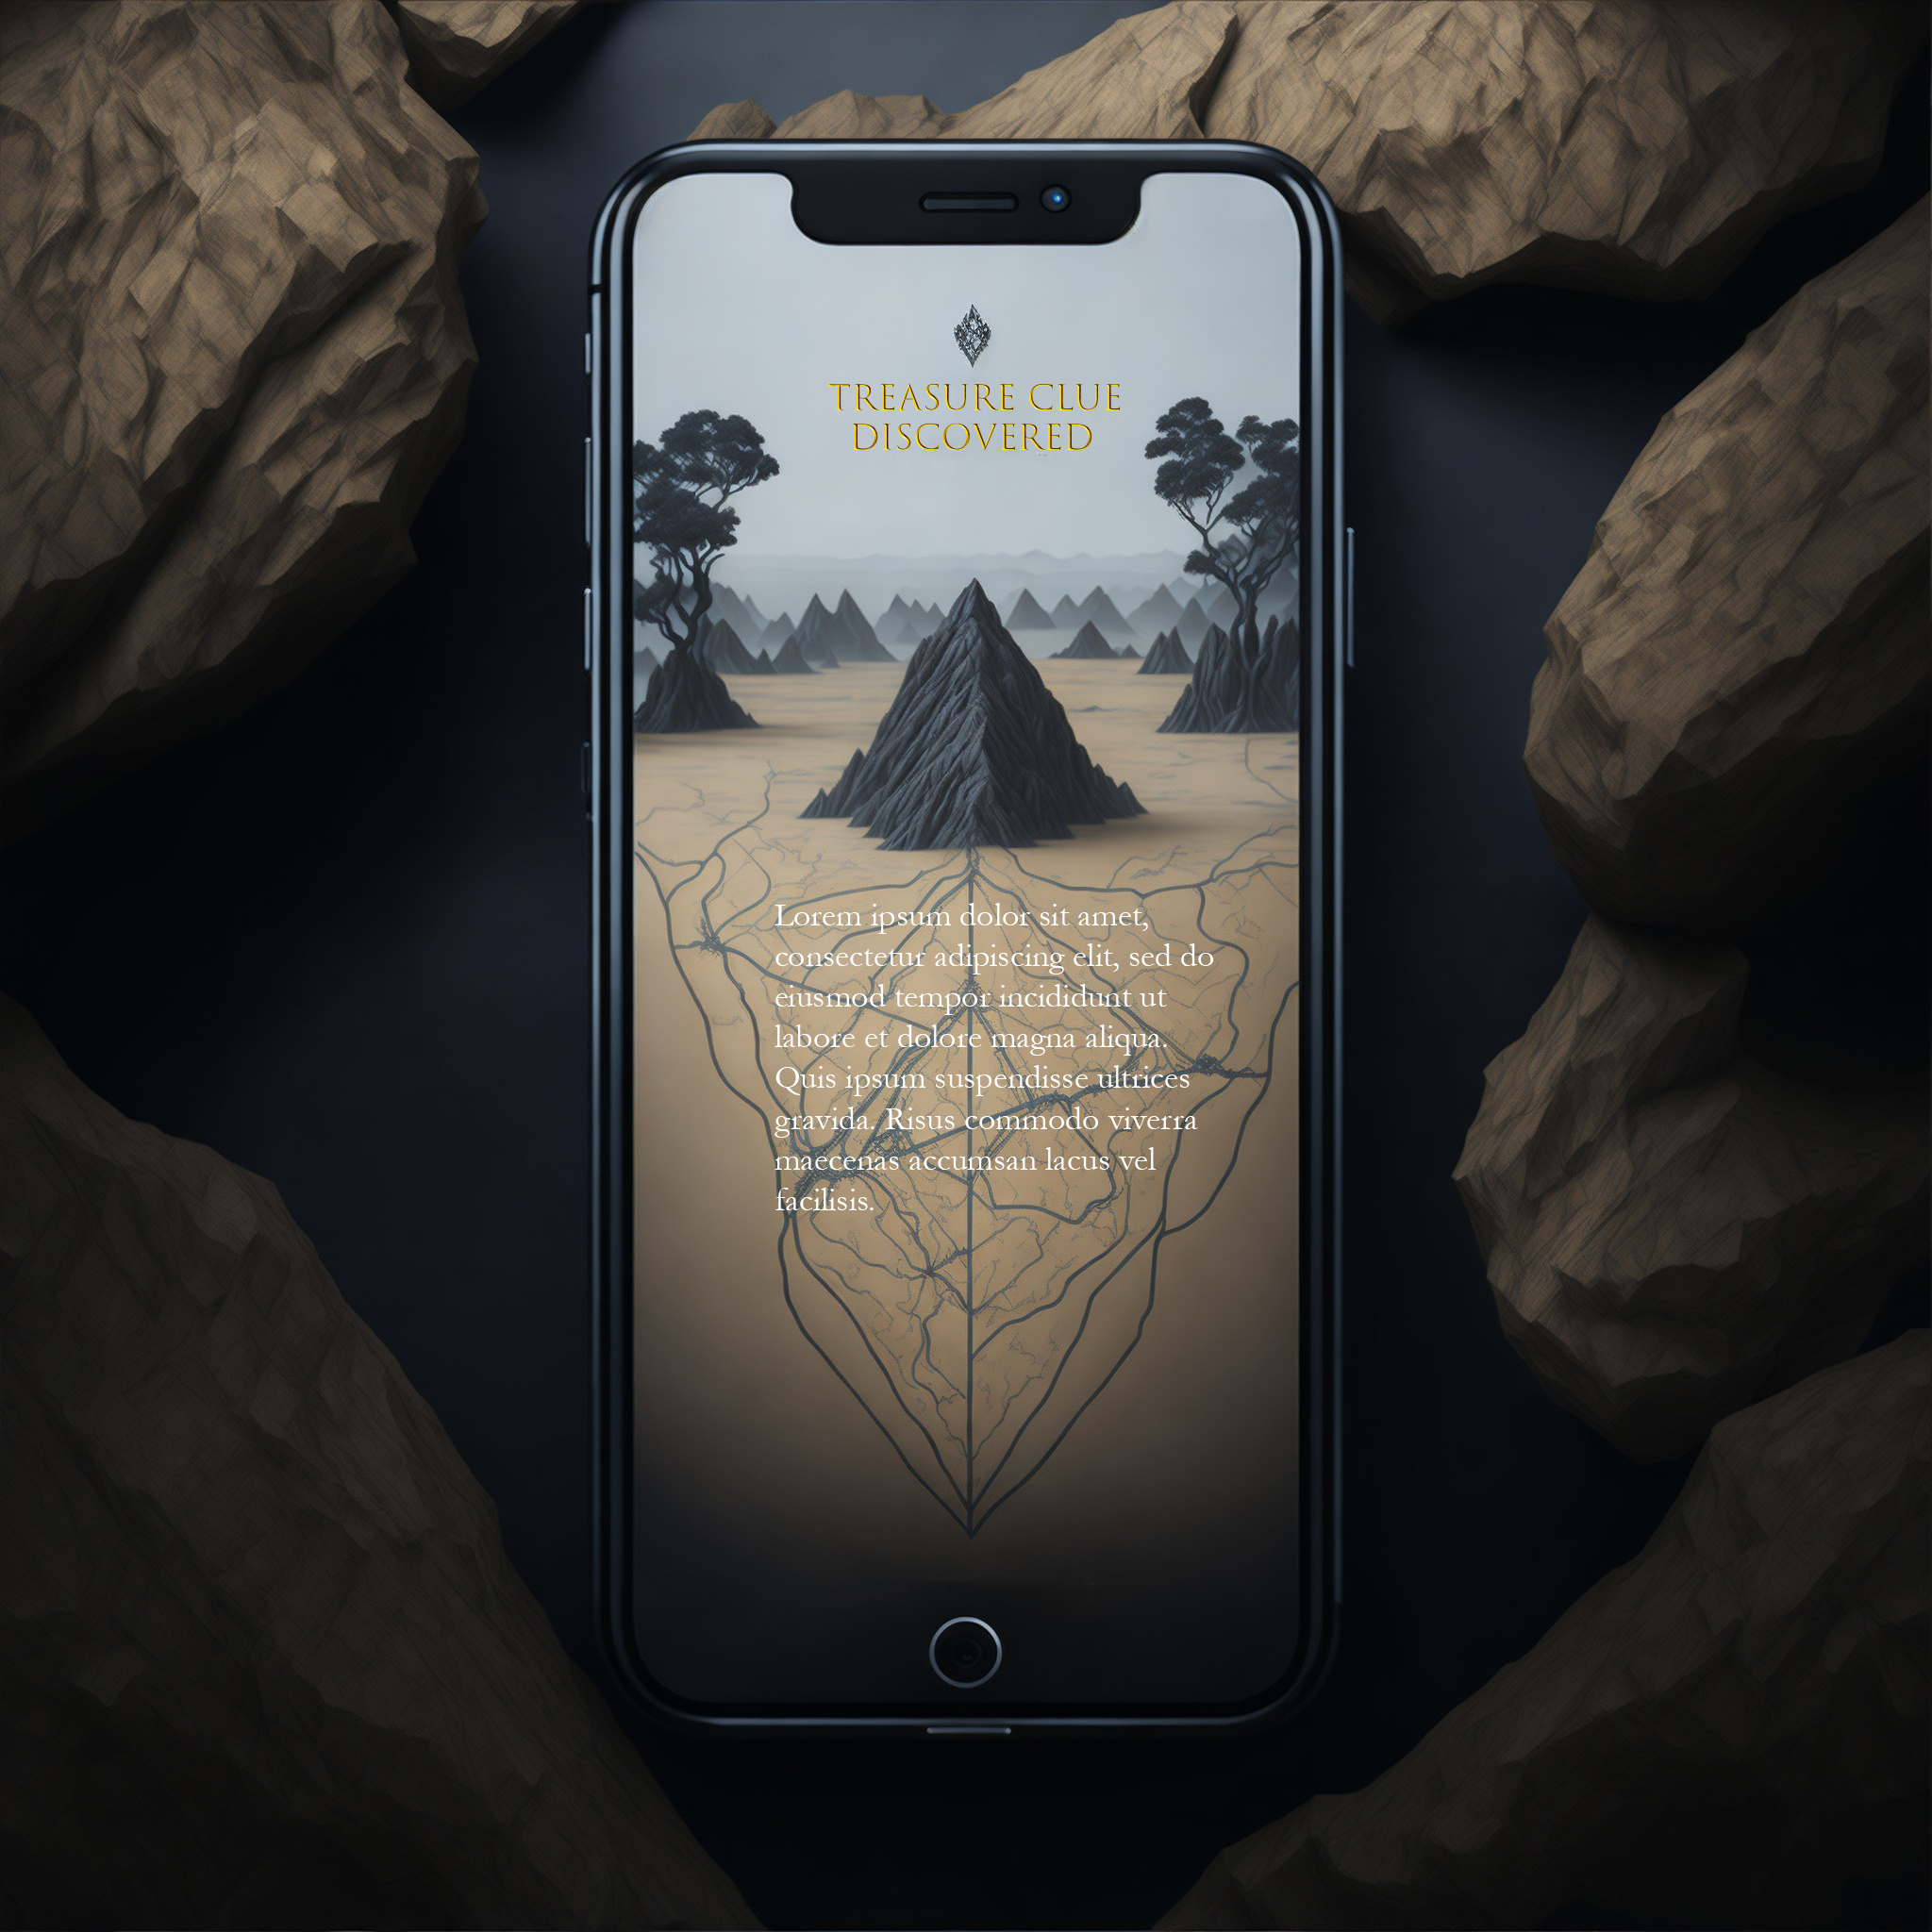 TREASURE CLUE
DISCOVERED
Lorem ipsum dolor sit amet,
consectetur adipiscing elit, sed do
eiusmod tempor incididunt ut
labore et dolore magna aliqua.
Quis ipsum suspendisse ultrices
gravida. Risus commodo viverra
maecenas accumsan lacus vel
facilisis.